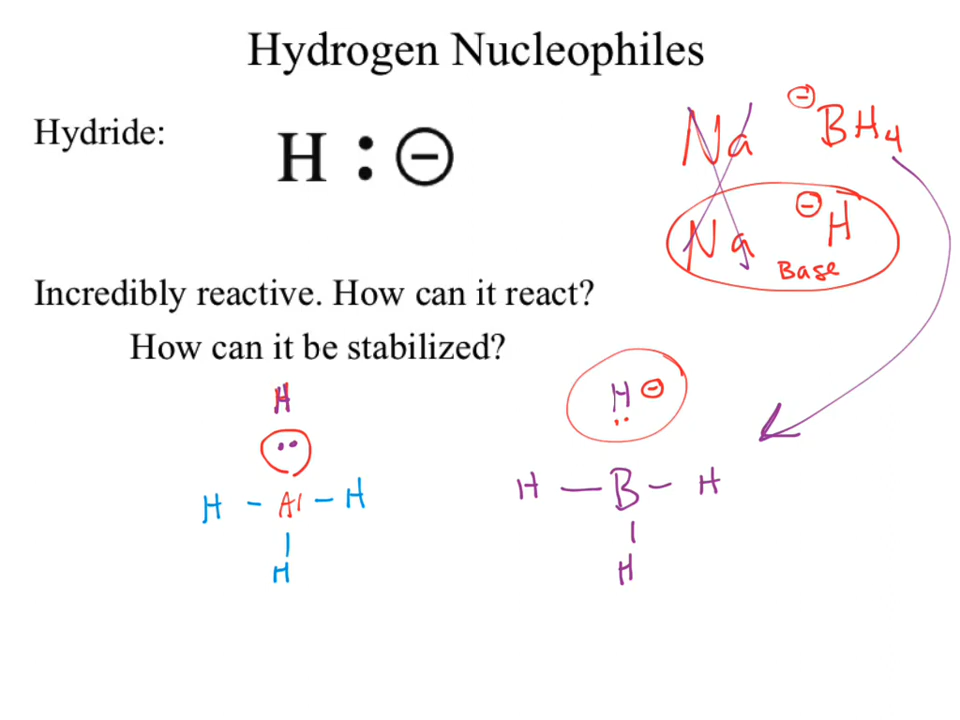 Hydrogen Nucleophiles
Hydride:
H : ⊖
Na ⊖BH4
Na ⊖H
Base
Incredibly reactive. How can it react?
How can it be stabilized?
H
··
H - Al - H
|
H
H ⊖
··
H — B - H
|
H